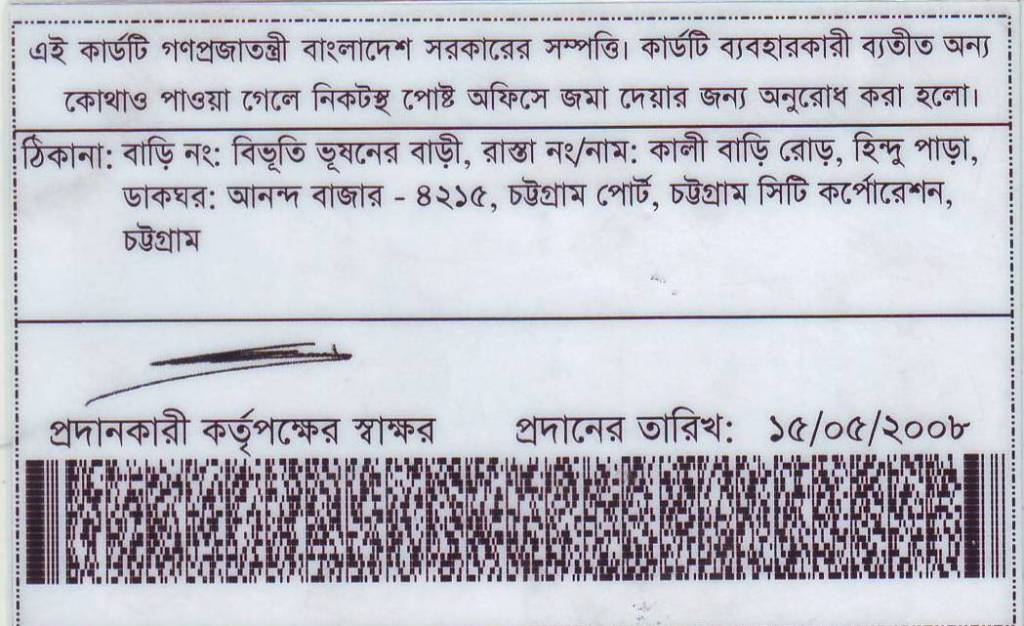 এই কার্ডটি গণপ্রজাতন্ত্রী বাংলাদেশ সরকারের সম্পত্তি। কার্ডটি ব্যবহারকারী ব্যতীত অন্য
কোথাও পাওয়া গেলে নিকটস্থ পোষ্ট অফিসে জমা দেয়ার জন্য অনুরোধ করা হলো।
ঠিকানা: বাড়ি নং: বিভূতি ভূষনের বাড়ী, রাস্তা নং/নাম: কালী বাড়ি রোড়, হিন্দু পাড়া,
ডাকঘর: আনন্দ বাজার - ৪২১৫, চট্টগ্রাম পোর্ট, চট্টগ্রাম সিটি কর্পোরেশন,
চট্টগ্রাম
প্রদানকারী কর্তৃপক্ষের স্বাক্ষর প্রদানের তারিখ: ১৫/০৫/২০০৮